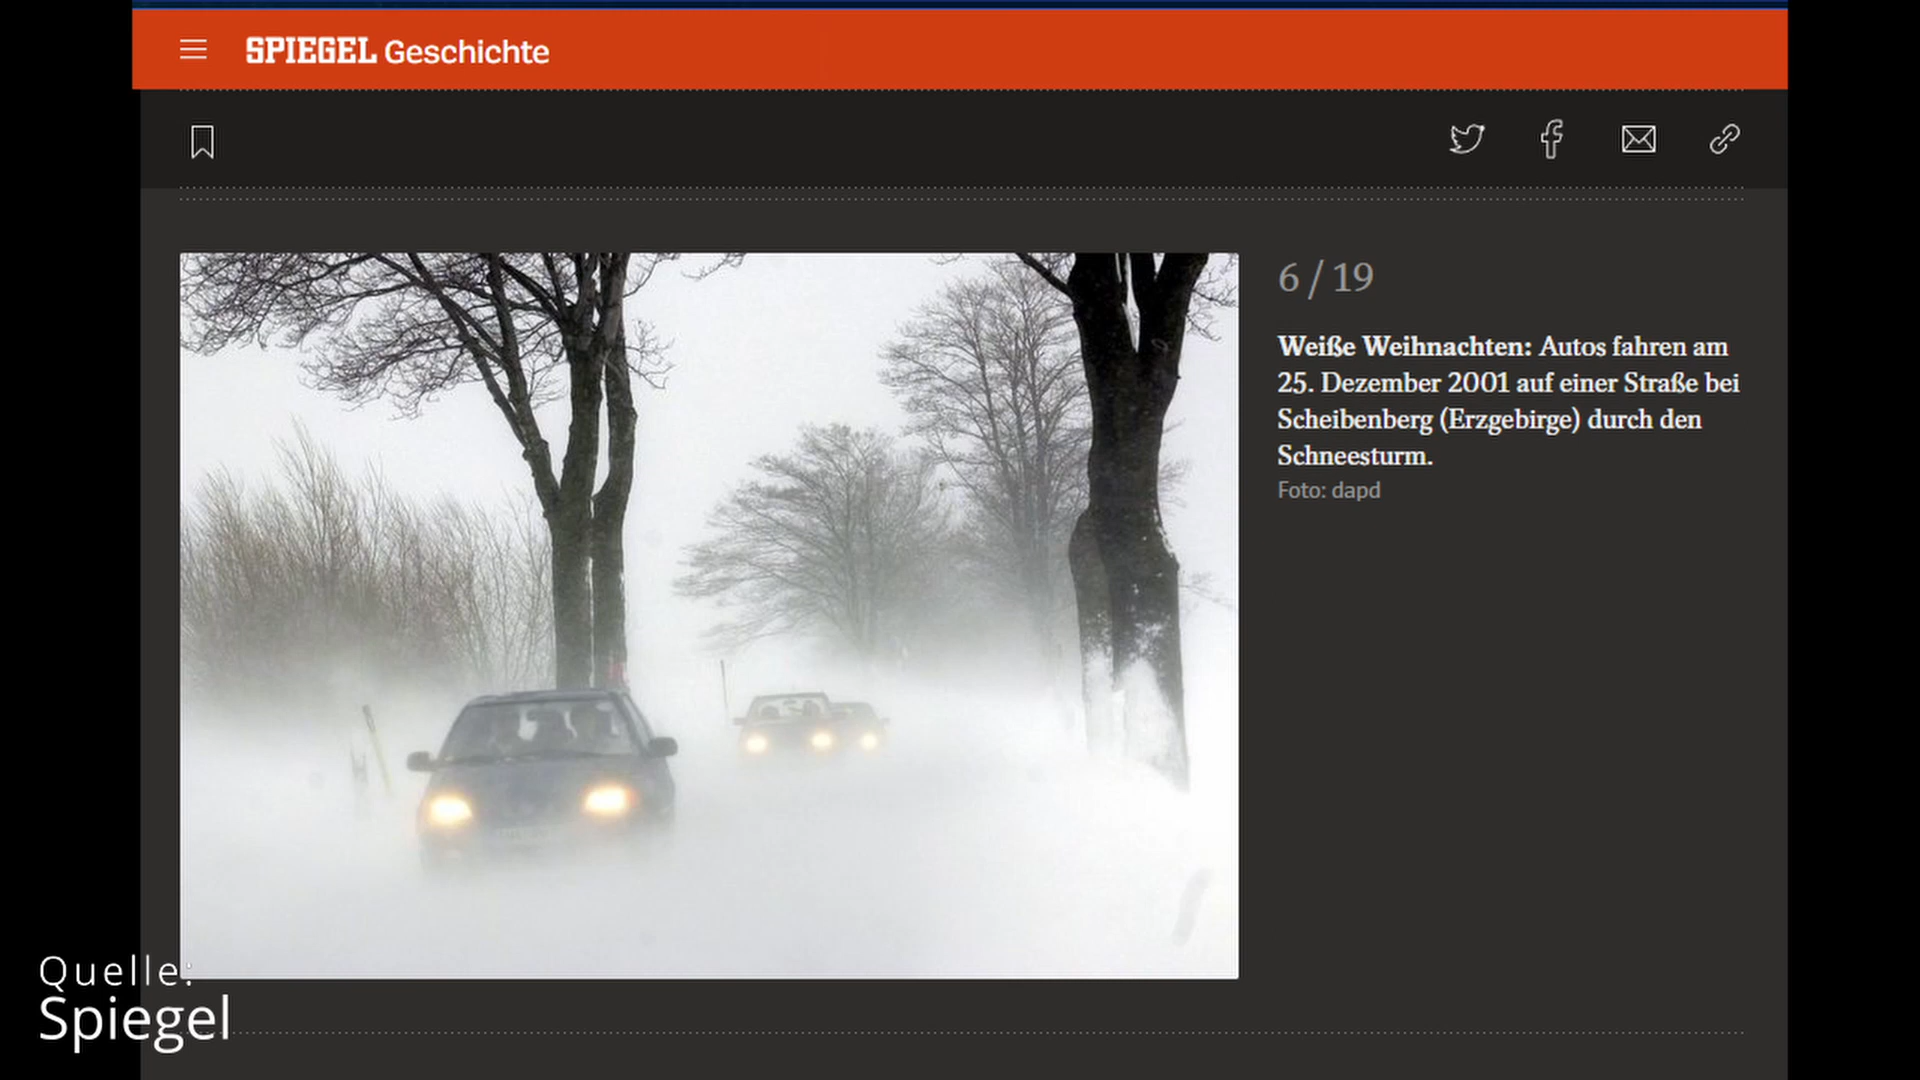 SPIEGEL Geschichte
6 / 19
Weiße Weihnachten: Autos fahren am
25. Dezember 2001 auf einer Straße bei
Scheibenberg (Erzgebirge) durch den
Schneesturm.
Foto: dapd
Quelle:
Spiegel